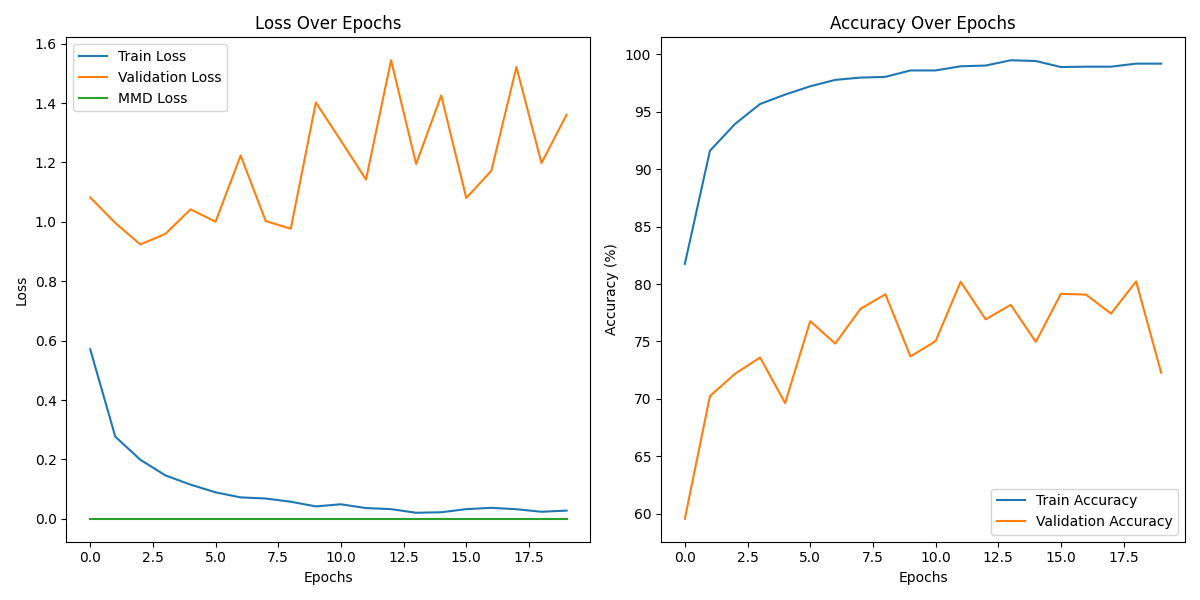 Loss Over Epochs
Train Loss
Validation Loss
MMD Loss
1.6
1.4
1.2
1.0
0.8
0.6
0.4
0.2
0.0
Loss
0.0 2.5 5.0 7.5 10.0 12.5 15.0 17.5
Epochs
Accuracy Over Epochs
100
95
90
85
80
75
70
65
60
Accuracy (%)
Train Accuracy
Validation Accuracy
0.0 2.5 5.0 7.5 10.0 12.5 15.0 17.5
Epochs